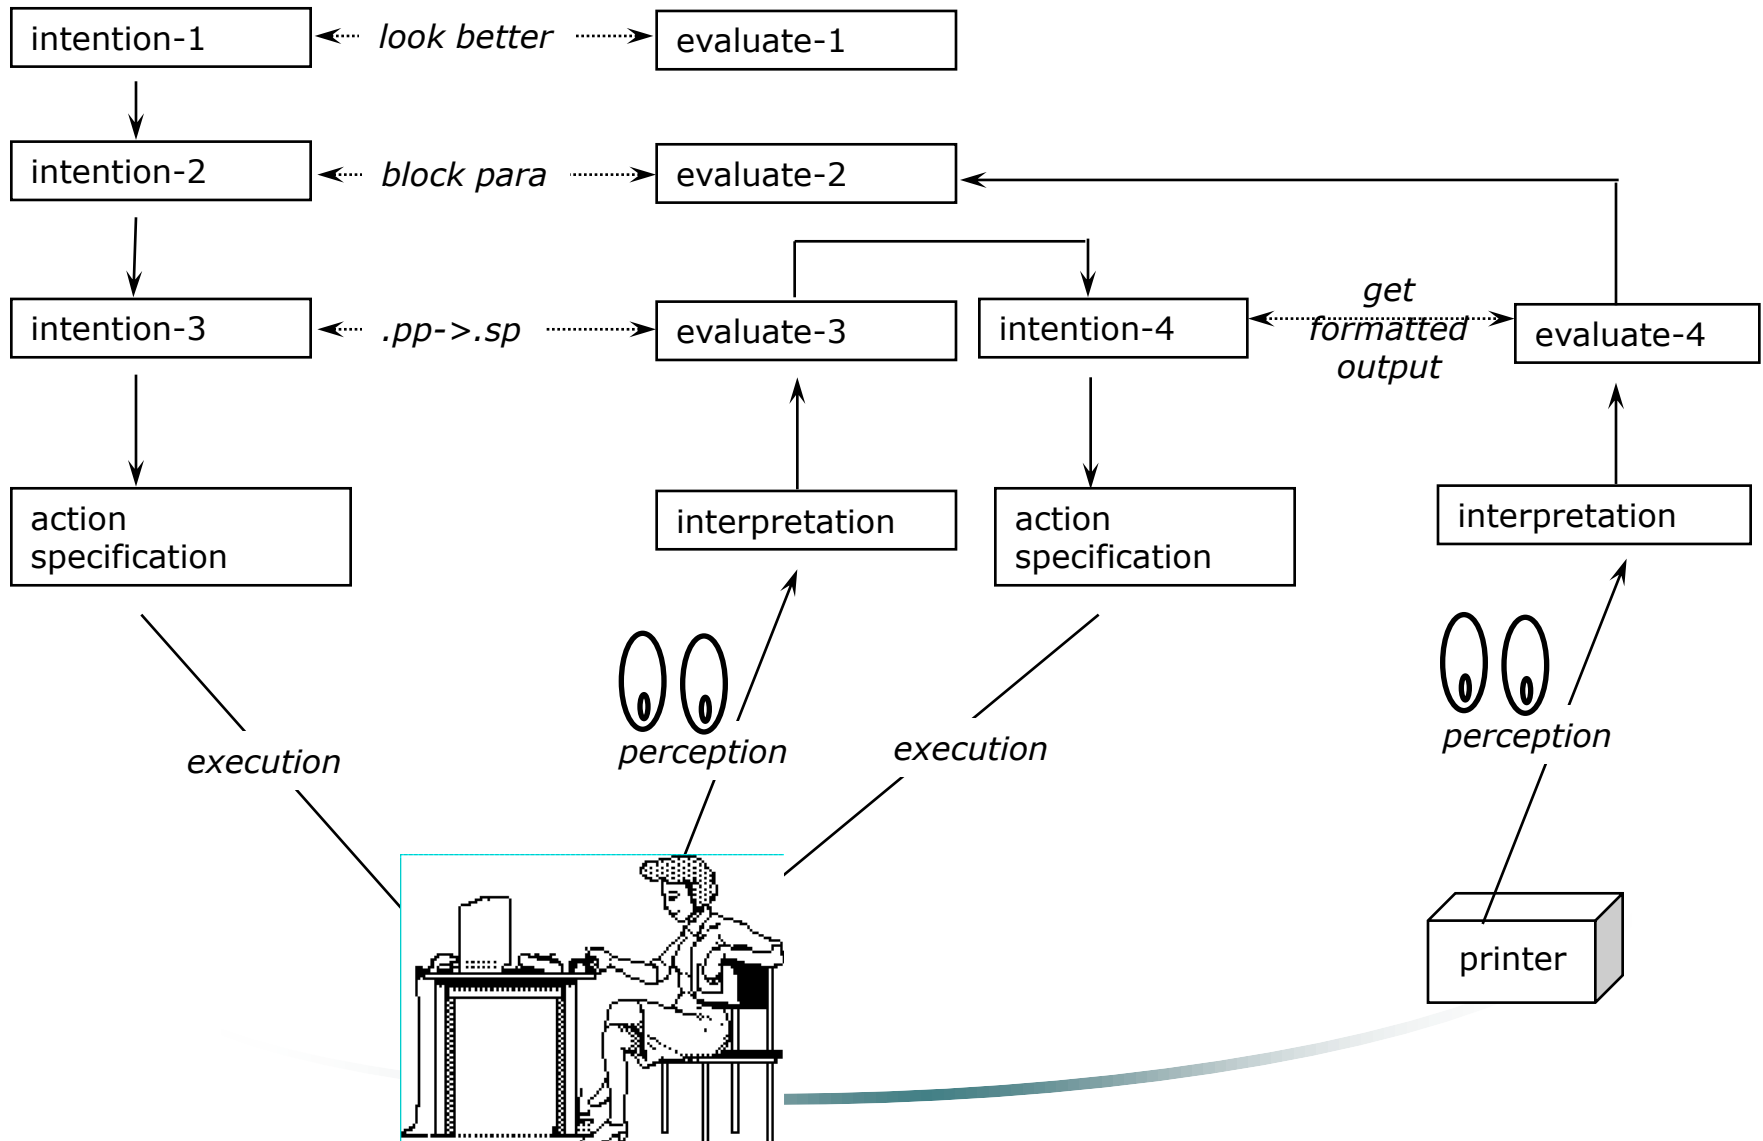 intention-1
look better
evaluate-1
intention-2
block para
evaluate-2
intention-3
.pp->.sp
evaluate-3
intention-4
get
formatted
output
evaluate-4
action
specification
interpretation
action
specification
interpretation
execution
perception
execution
perception
printer